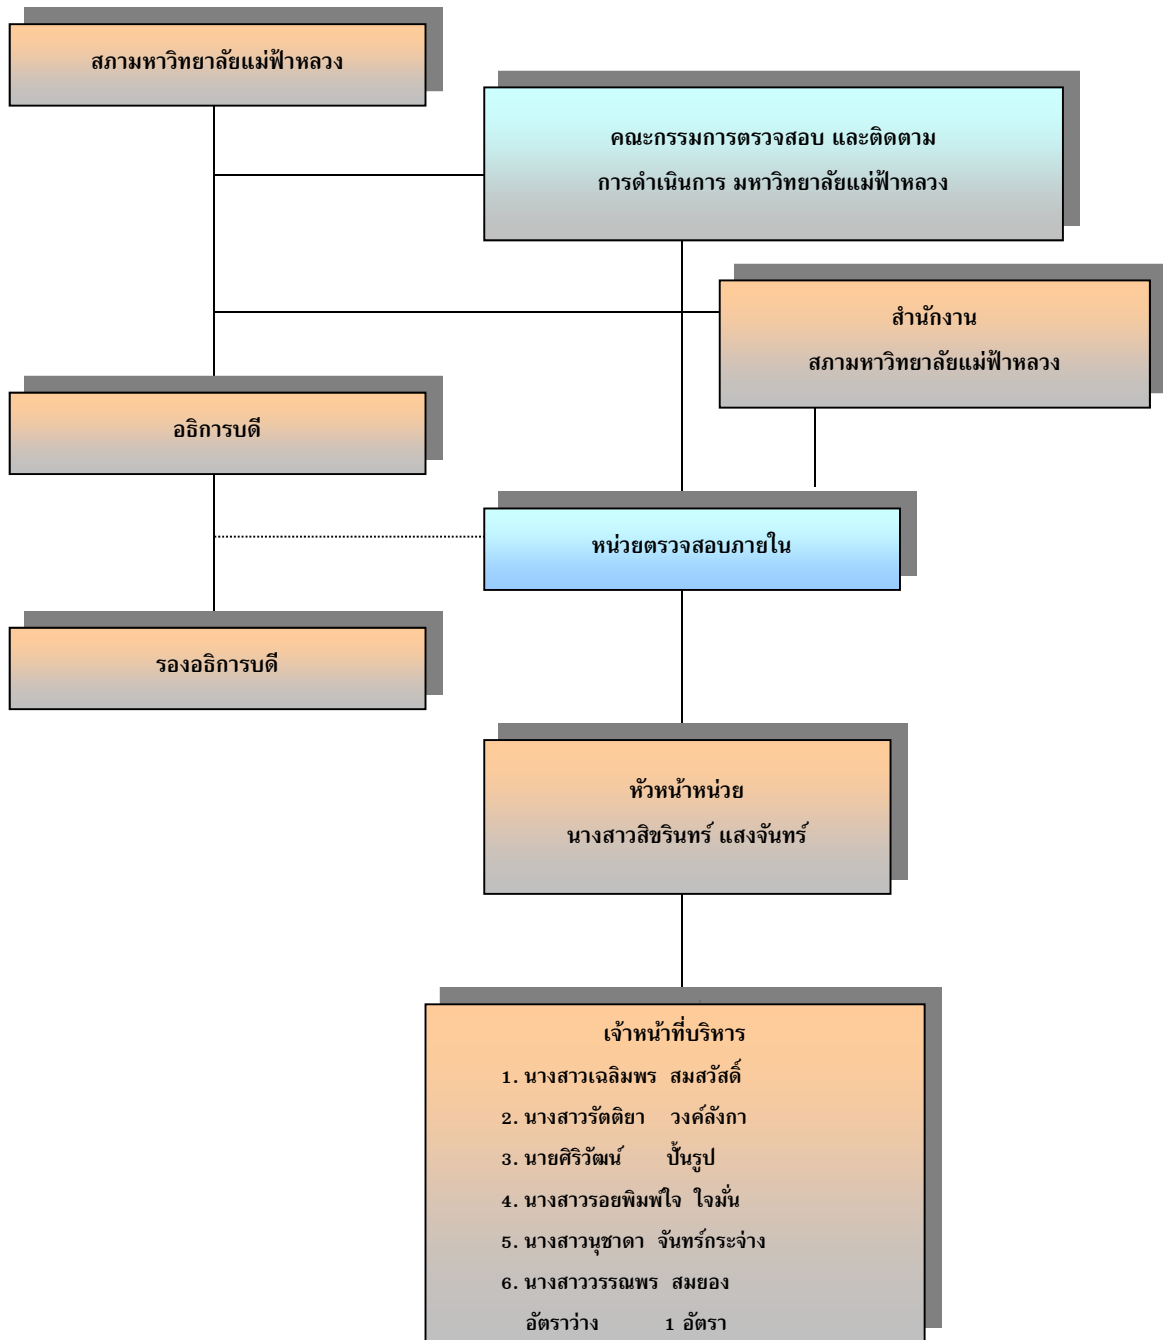 สภามหาวิทยาลัยแม่ฟ้าหลวง
คณะกรรมการตรวจสอบ และติดตาม
การดำเนินการ มหาวิทยาลัยแม่ฟ้าหลวง
สำนักงาน
สภามหาวิทยาลัยแม่ฟ้าหลวง
อธิการบดี
หน่วยตรวจสอบภายใน
รองอธิการบดี
หัวหน้าหน่วย
นางสาวสิชรินทร์ แสงจันทร์
เจ้าหน้าที่บริหาร
1. นางสาวเฉลิมพร สมสวัสดิ์
2. นางสาวรัตติยา วงค์ลังกา
3. นายศิริวัฒน์ ปั้นรูป
4. นางสาวรอยพิมพ์ใจ ใจมั่น
5. นางสาวนุชาดา จันทร์กระจ่าง
6. นางสาววรรณพร สมยอง
อัตราว่าง 1 อัตรา